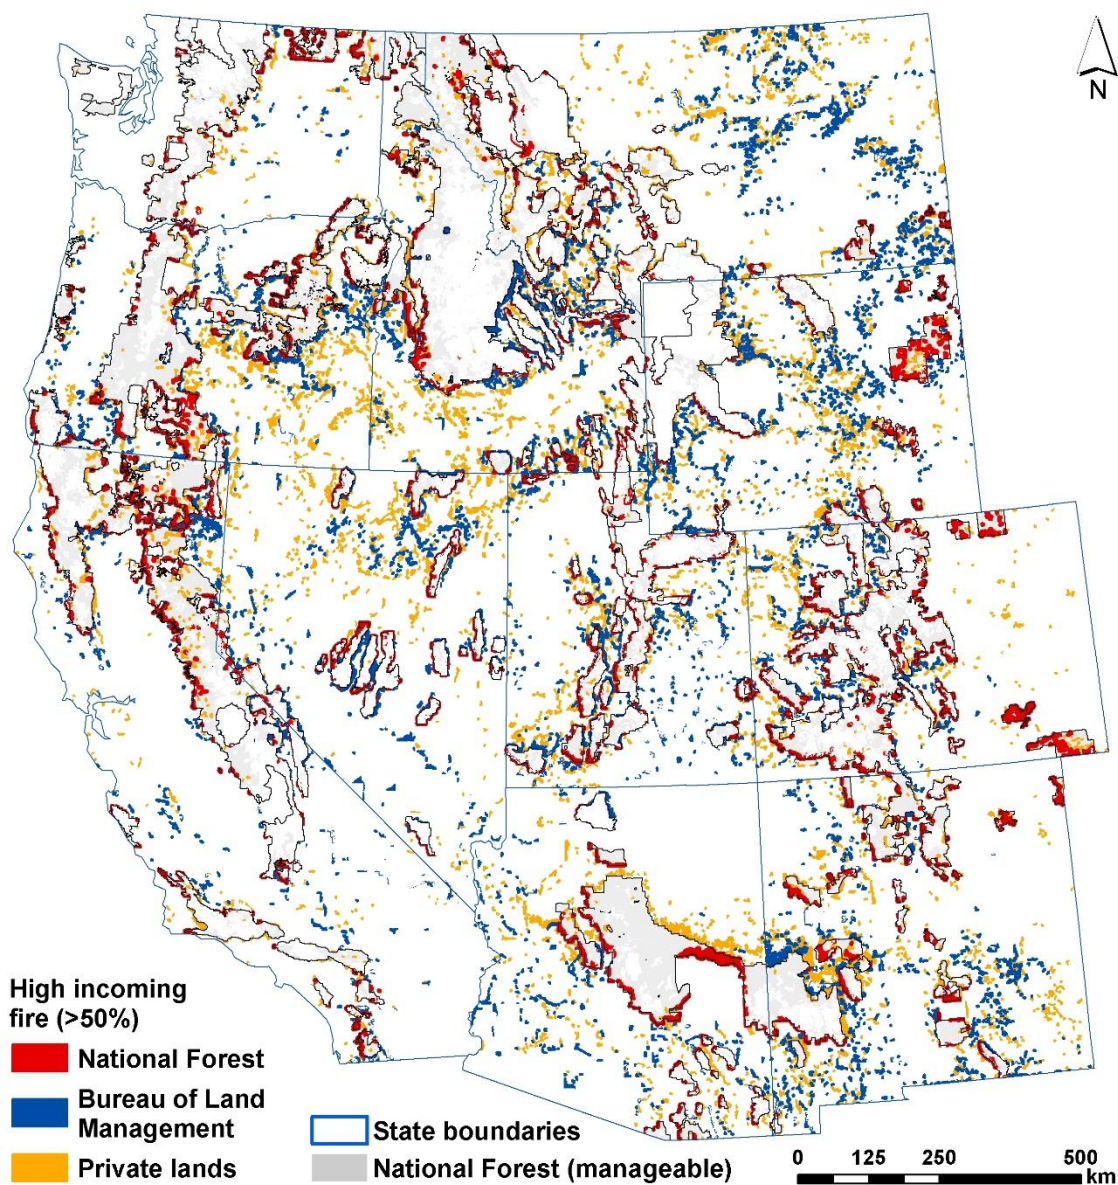 N
High incoming
fire (>50%)
National Forest
Bureau of Land
Management
Private lands
State boundaries
National Forest (manageable)
0 125 250 500
km